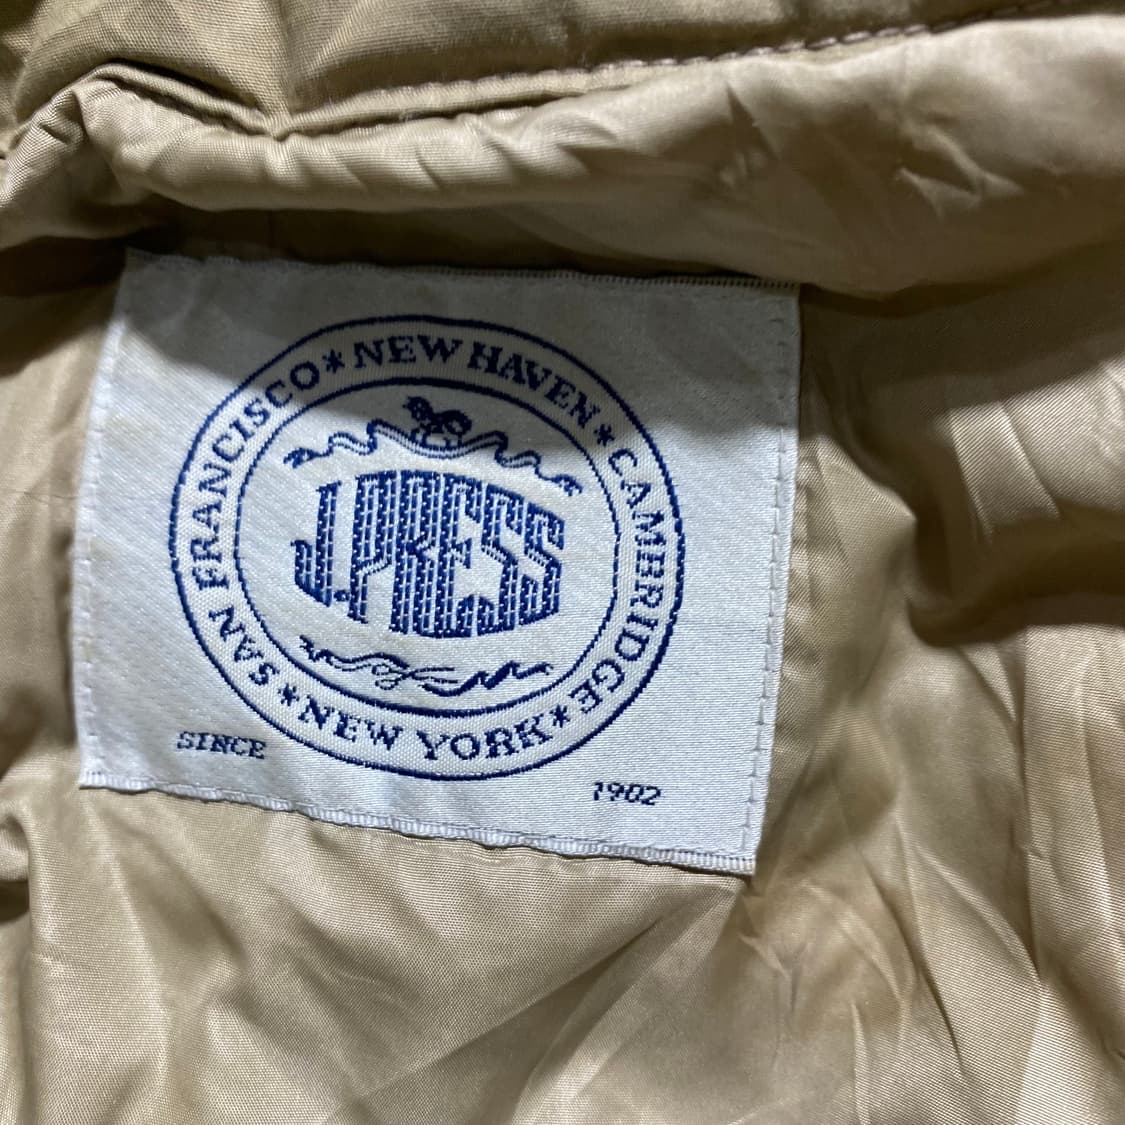 SAN FRANCISCO * NEW HAVEN * CAMBRIDGE * NEW YORK *
J.PRESS
SINCE 1902